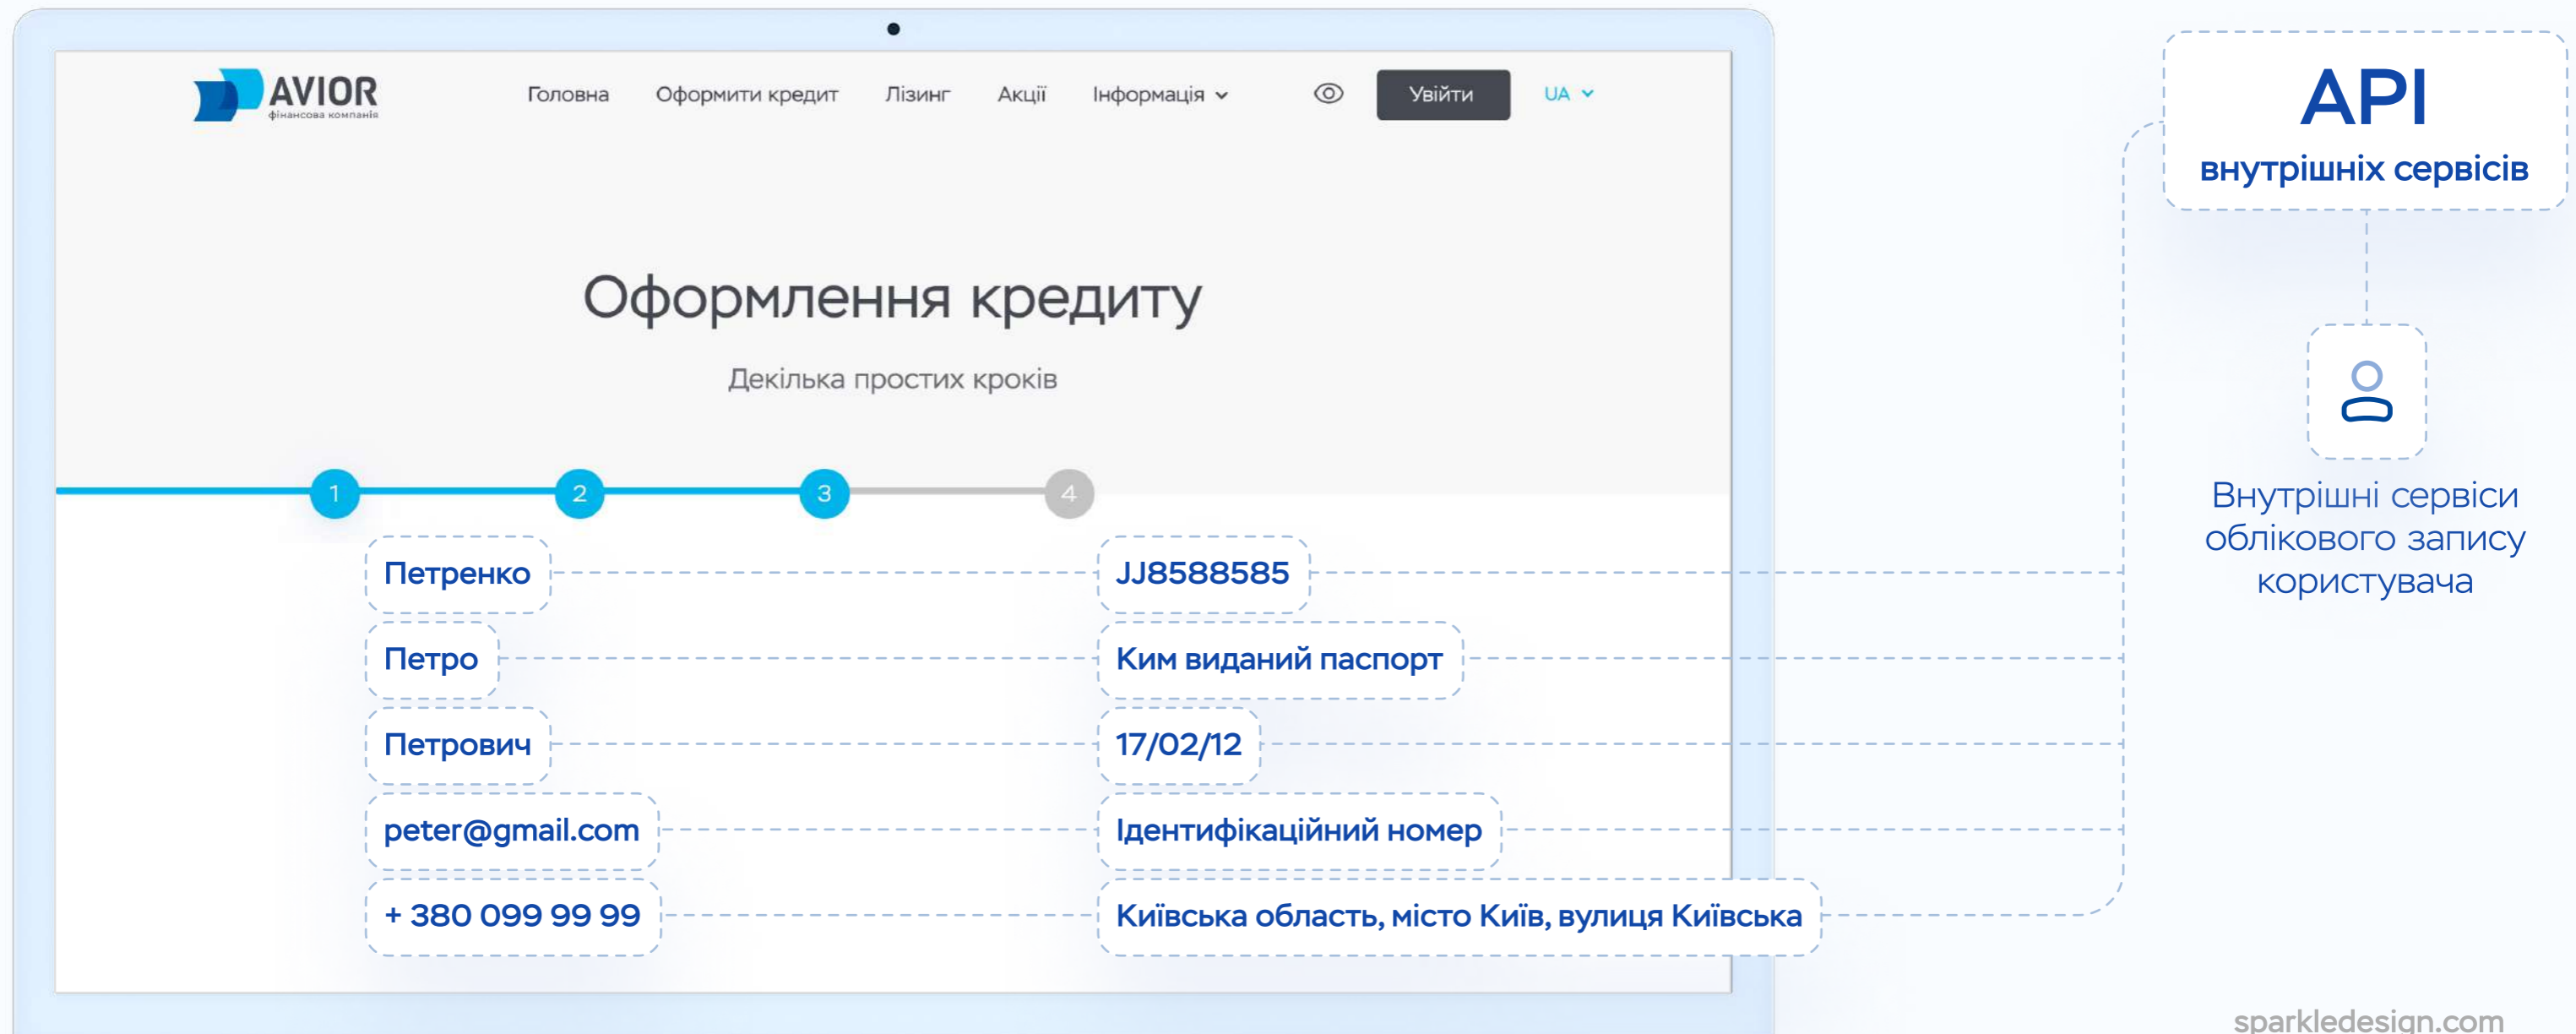 AVIOR
фінансова компанія
Головна Оформити кредит Лізинг Акції Інформація Увійти UA
Оформлення кредиту
Декілька простих кроків
1 2 3 4
Петренко JJ8588585
Петро Ким виданий паспорт
Петрович 17/02/12
peter@gmail.com Ідентифікаційний номер
+ 380 099 99 99 Київська область, місто Київ, вулиця Київська
API
внутрішніх сервісів
Внутрішні сервіси
облікового запису
користувача
sparkledesign.com